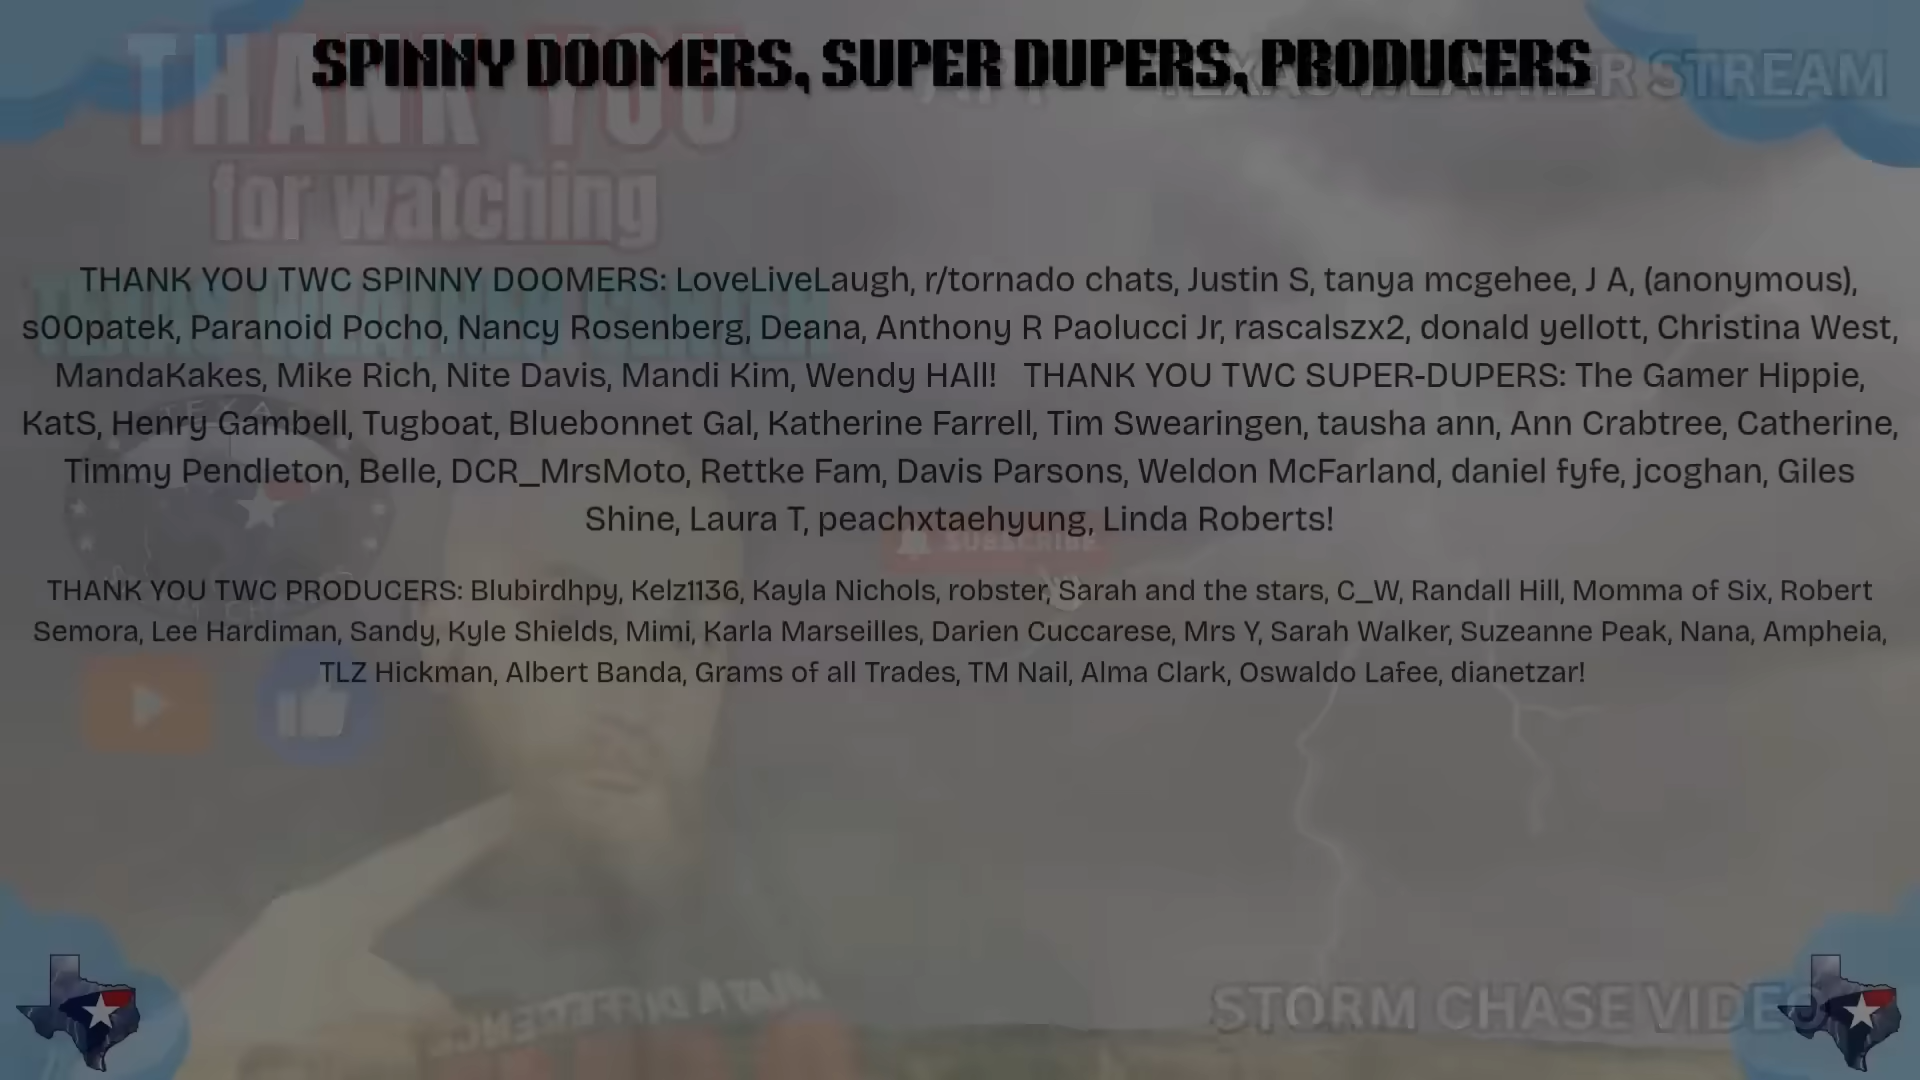 SPINNY DOOMERS, SUPER DUPERS, PRODUCERS
THANK YOU
for watching
STREAM
THANK YOU TWC SPINNY DOOMERS: LoveLiveLaugh, r/tornado chats, Justin S, tanya mcgehee, J A, (anonymous),
s00patek, Paranoid Pocho, Nancy Rosenberg, Deana, Anthony R Paolucci Jr, rascalszx2, donald yellott, Christina West,
MandaKakes, Mike Rich, Nite Davis, Mandi Kim, Wendy HAll! THANK YOU TWC SUPER-DUPERS: The Gamer Hippie,
KatS, Henry Gambell, Tugboat, Bluebonnet Gal, Katherine Farrell, Tim Swearingen, tausha ann, Ann Crabtree, Catherine,
Timmy Pendleton, Belle, DCR_MrsMoto, Rettke Fam, Davis Parsons, Weldon McFarland, daniel fyfe, jcoghan, Giles
Shine, Laura T, peachxtaehyung, Linda Roberts!
TEXAS
SUBSCRIBE
THANK YOU TWC PRODUCERS: Blubirdhpy, Kelz1136, Kayla Nichols, robster, Sarah and the stars, C_W, Randall Hill, Momma of Six, Robert
Semora, Lee Hardiman, Sandy, Kyle Shields, Mimi, Karla Marseilles, Darien Cuccarese, Mrs Y, Sarah Walker, Suzeanne Peak, Nana, Ampheia,
TLZ Hickman, Albert Banda, Grams of all Trades, TM Nail, Alma Clark, Oswaldo Lafee, dianetzar!
STORM CHASE VIDEO